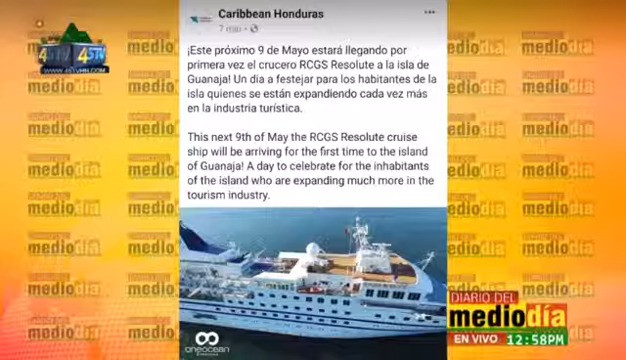 Caribbean Honduras
7 min
¡Este próximo 9 de Mayo estará llegando por
primera vez el crucero RCGS Resolute a la isla de
Guanaja! Un día a festejar para los habitantes de la
isla quienes se están expandiendo cada vez más
en la industria turística.
This next 9th of May the RCGS Resolute cruise
ship will be arriving for the first time to the island
of Guanaja! A day to celebrate for the inhabitants
of the island who are expanding much more in the
tourism industry.
oneocean
DIARIO DEL
mediodía
EN VIVO 12:58PM